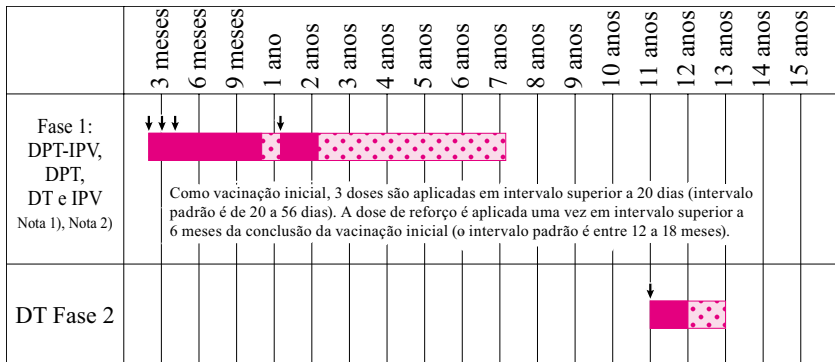 3 meses
6 meses
9 meses
1 ano
2 anos
3 anos
4 anos
5 anos
6 anos
7 anos
8 anos
9 anos
10 anos
11 anos
12 anos
13 anos
14 anos
15 anos
Fase 1:
DPT-IPV,
DPT,
DT e IPV
Nota 1), Nota 2)
Como vacinação inicial, 3 doses são aplicadas em intervalo superior a 20 dias (intervalo
padrão é de 20 a 56 dias). A dose de reforço é aplicada uma vez em intervalo superior a
6 meses da conclusão da vacinação inicial (o intervalo padrão é entre 12 a 18 meses).
DT Fase 2